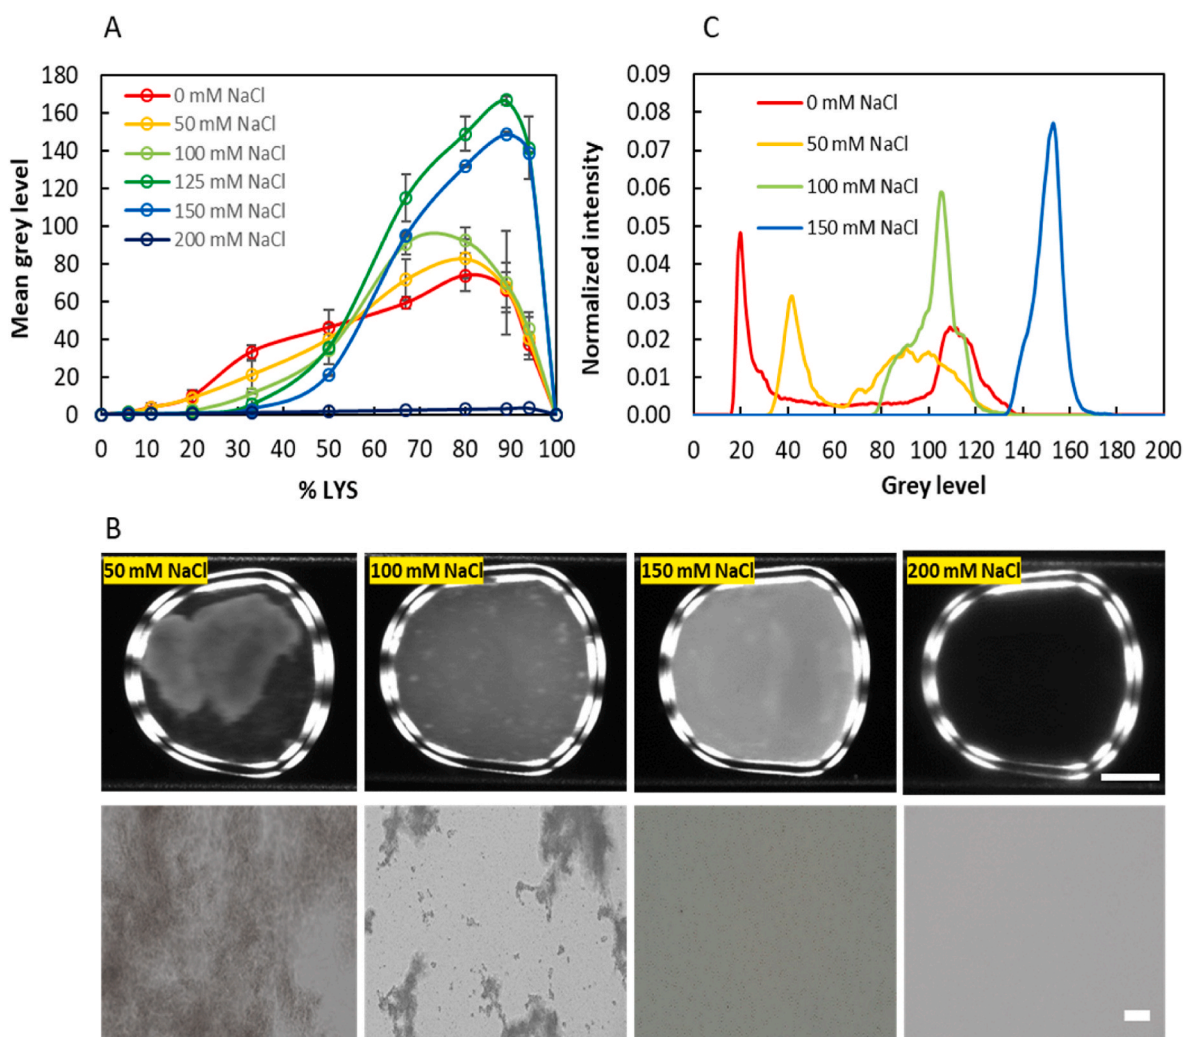 A
180
160
140
120
100
80
60
40
20
0
Mean grey level
0 mM NaCl
50 mM NaCl
100 mM NaCl
125 mM NaCl
150 mM NaCl
200 mM NaCl
0 10 20 30 40 50 60 70 80 90 100
% LYS
C
0.09
0.08
0.07
0.06
0.05
0.04
0.03
0.02
0.01
0.00
Normalized intensity
0 mM NaCl
50 mM NaCl
100 mM NaCl
150 mM NaCl
0 20 40 60 80 100 120 140 160 180 200
Grey level
B
50 mM NaCl
100 mM NaCl
150 mM NaCl
200 mM NaCl